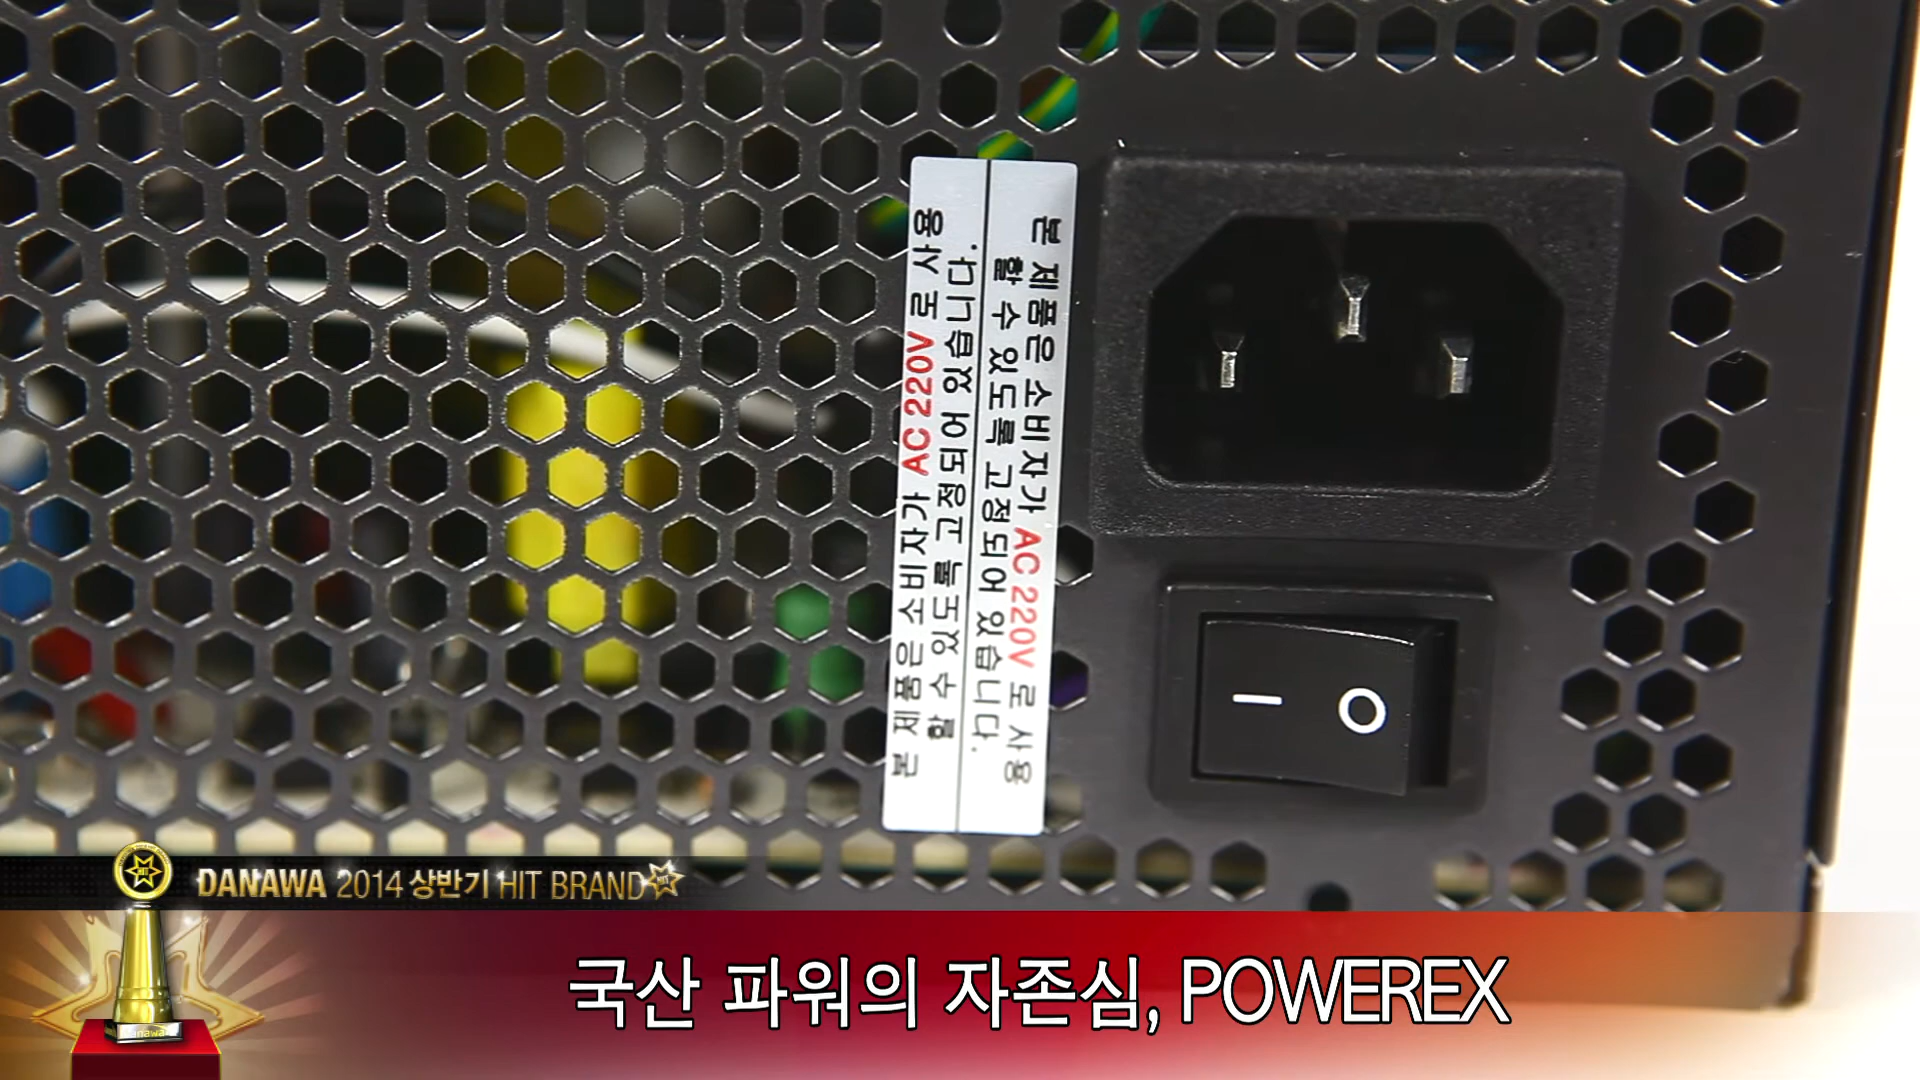 본 제품은 소비자가 AC 220V 로 사용
할 수 있도록 고정되어 있습니다.
본 제품은 소비자가 AC 220V 로 사용
할 수 있도록 고정되어 있습니다.
DANAWA 2014 상반기 HIT BRAND
HIT
국산 파워의 자존심, POWEREX
danawa